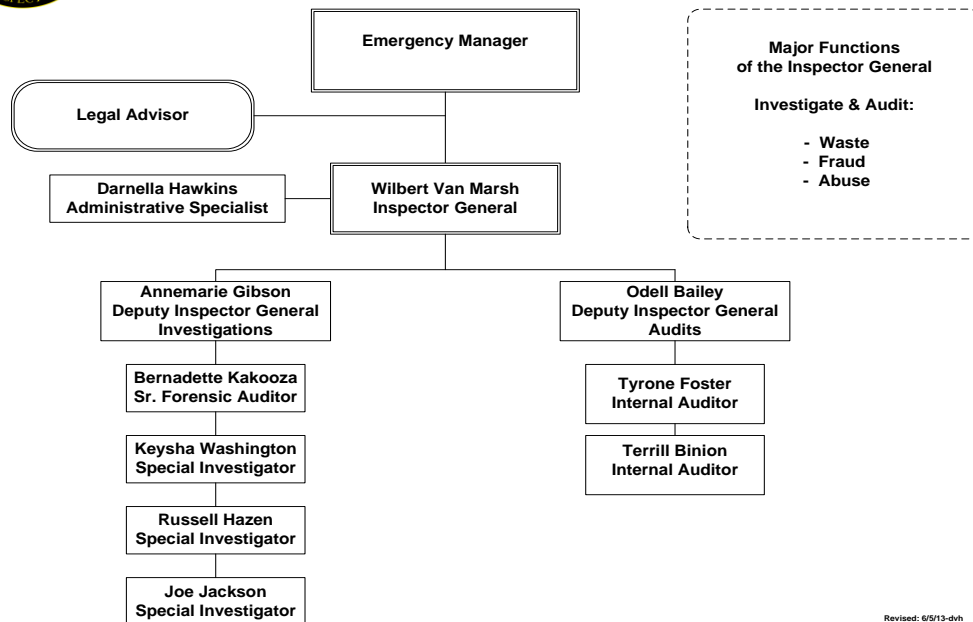 Emergency Manager
Legal Advisor
Darnella Hawkins
Administrative Specialist
Wilbert Van Marsh
Inspector General
Major Functions
of the Inspector General
Investigate & Audit:
- Waste
- Fraud
- Abuse
Annemarie Gibson
Deputy Inspector General
Investigations
Bernadette Kakooza
Sr. Forensic Auditor
Keysha Washington
Special Investigator
Russell Hazen
Special Investigator
Joe Jackson
Special Investigator
Odell Bailey
Deputy Inspector General
Audits
Tyrone Foster
Internal Auditor
Terrill Binion
Internal Auditor
Revised: 6/5/13-dvh